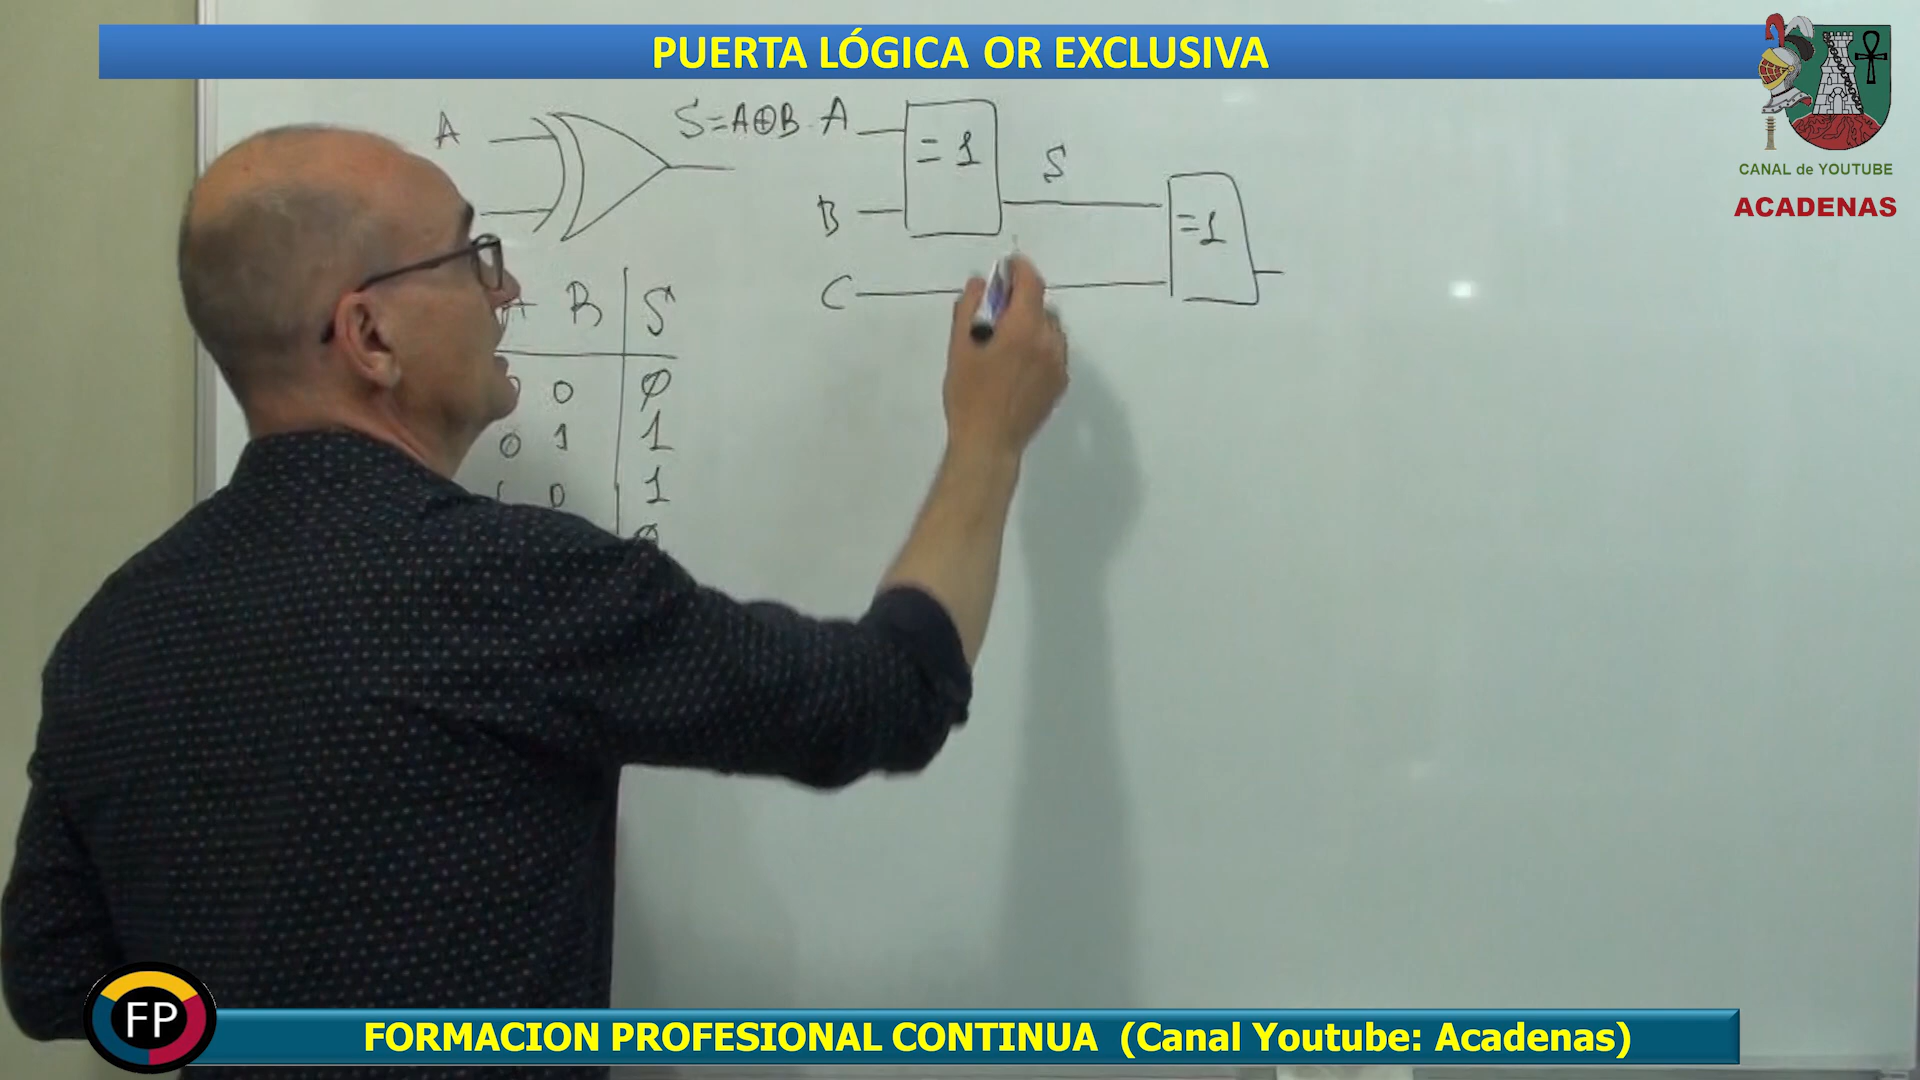 PUERTA LÓGICA OR EXCLUSIVA
CANAL de YOUTUBE
ACADENAS
A
S=A⊕B
A
B
C
=1
S
=1
B S
0 0
0 1 1
0 1
FP
FORMACION PROFESIONAL CONTINUA (Canal Youtube: Acadenas)